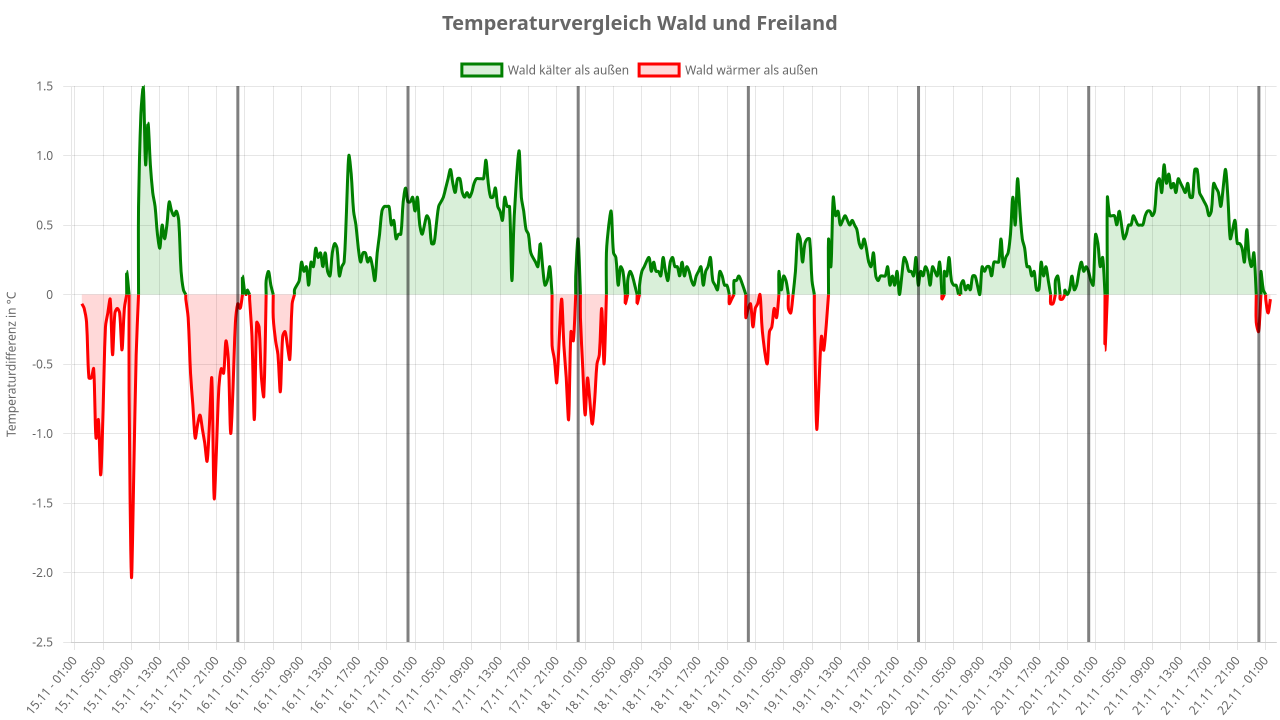 Temperaturvergleich Wald und Freiland
Wald kälter als außen
Wald wärmer als außen
Temperaturdifferenz in °C
1.5
1.0
0.5
0
-0.5
-1.0
-1.5
-2.0
-2.5
15.11 - 01:00
15.11 - 05:00
15.11 - 09:00
15.11 - 13:00
15.11 - 17:00
15.11 - 21:00
16.11 - 01:00
16.11 - 05:00
16.11 - 09:00
16.11 - 13:00
16.11 - 17:00
16.11 - 21:00
17.11 - 01:00
17.11 - 05:00
17.11 - 09:00
17.11 - 13:00
17.11 - 17:00
17.11 - 21:00
18.11 - 01:00
18.11 - 05:00
18.11 - 09:00
18.11 - 13:00
18.11 - 17:00
18.11 - 21:00
19.11 - 01:00
19.11 - 05:00
19.11 - 09:00
19.11 - 13:00
19.11 - 17:00
19.11 - 21:00
20.11 - 01:00
20.11 - 05:00
20.11 - 09:00
20.11 - 13:00
20.11 - 17:00
20.11 - 21:00
21.11 - 01:00
21.11 - 05:00
21.11 - 09:00
21.11 - 13:00
21.11 - 17:00
21.11 - 21:00
22.11 - 01:00